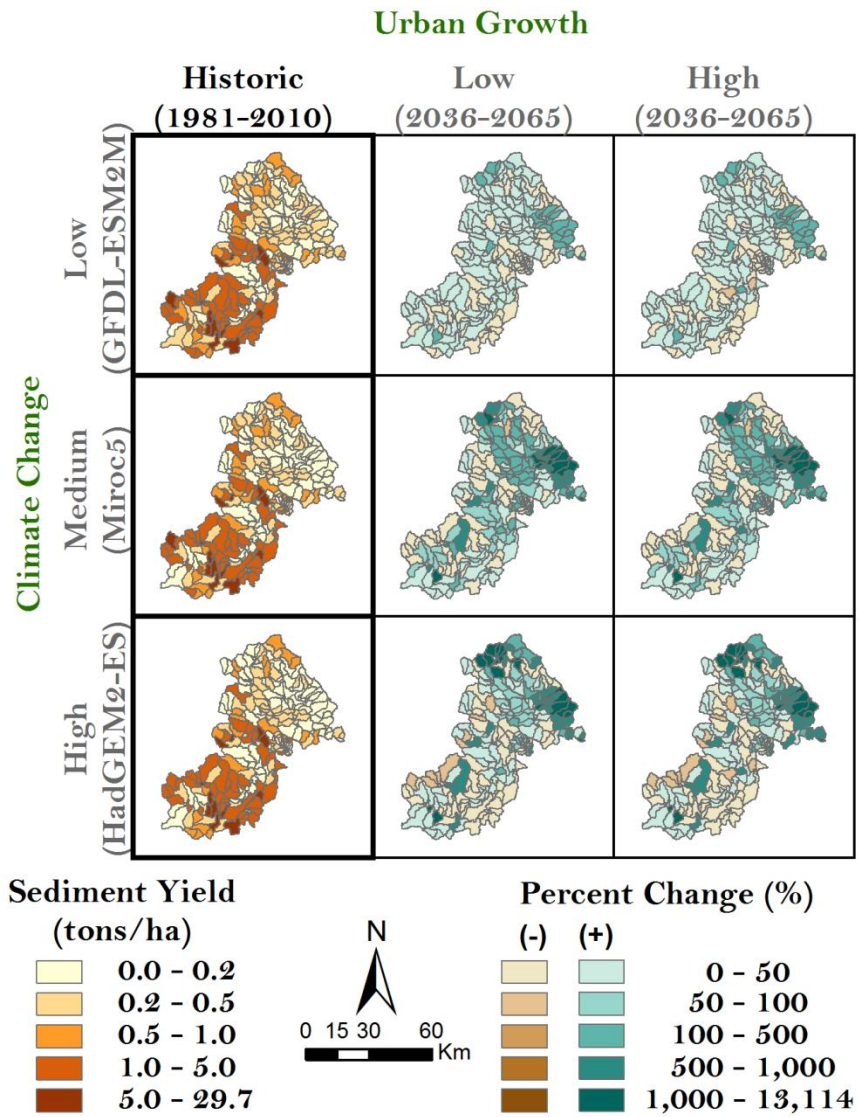 Urban Growth
Historic
(1981-2010)
Low
(2036-2065)
High
(2036-2065)
Climate Change
Low
(GFDL-ESM2M)
Medium
(Miroc5)
High
(HadGEM2-ES)
Sediment Yield
(tons/ha)
0.0 - 0.2
0.2 - 0.5
0.5 - 1.0
1.0 - 5.0
5.0 - 29.7
N
0 15 30 60
Km
Percent Change (%)
(-) (+)
0 - 50
50 - 100
100 - 500
500 - 1,000
1,000 - 13,114